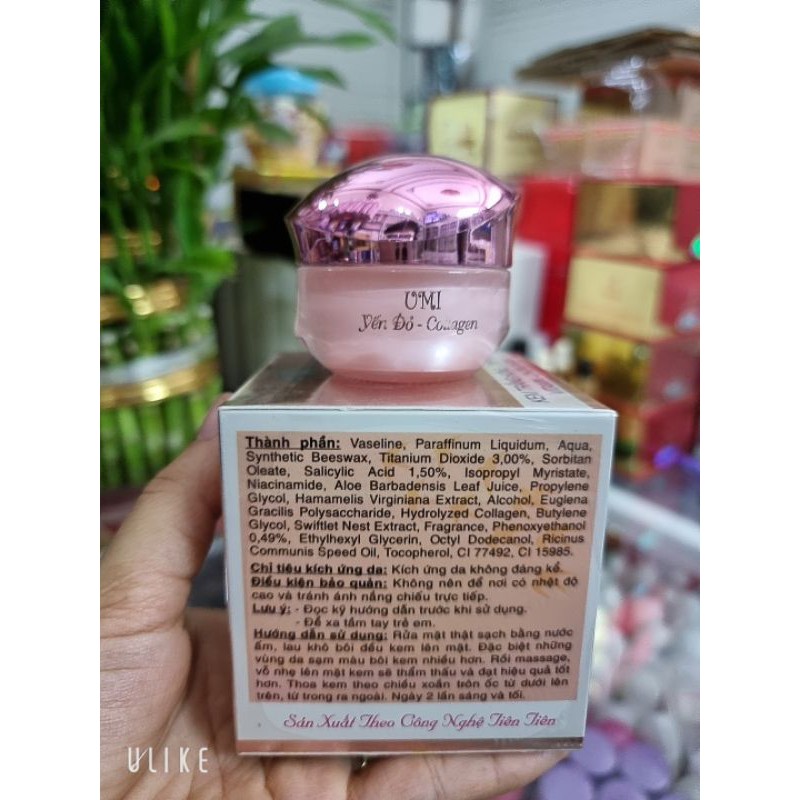 UMI
Yến Đỏ - Collagen
Thành phần: Vaseline, Paraffinum Liquidum, Aqua,
Synthetic Beeswax, Titanium Dioxide 3,00%, Sorbitan
Oleate, Salicylic Acid 1,50%, Isopropyl Myristate,
Niacinamide, Aloe Barbadensis Leaf Juice, Propylene
Glycol, Hamamelis Virginiana Extract, Alcohol, Euglena
Gracilis Polysaccharide, Hydrolyzed Collagen, Butylene
Glycol, Swiftlet Nest Extract, Fragrance, Phenoxyethanol
0,49%, Ethylhexyl Glycerin, Octyl Dodecanol, Ricinus
Communis Speed Oil, Tocopherol, CI 77492, CI 15985.
Chỉ tiêu kích ứng da: Kích ứng da không đáng kể.
Điều kiện bảo quản: Không nên để nơi có nhiệt độ
cao và tránh ánh nắng chiếu trực tiếp.
Lưu ý: - Đọc kỹ hướng dẫn trước khi sử dụng.
- Để xa tầm tay trẻ em.
Hướng dẫn sử dụng: Rửa mặt thật sạch bằng nước
ấm, lau khô bôi đều kem lên mặt. Đặc biệt những
vùng da sạm màu bôi kem nhiều hơn. Rồi massage,
vỗ nhẹ lên mặt kem sẽ thẩm thấu và đạt hiệu quả tốt
hơn. Thoa kem theo chiều xoắn trôn ốc từ dưới lên
trên, từ trong ra ngoài. Ngày 2 lần sáng và tối.
Sản Xuất Theo Công Nghệ Tiên Tiến
ULIKE